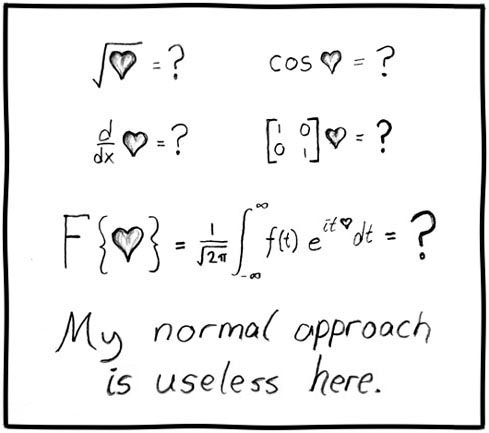 √♥ = ? cos ♥ = ?
d/dx ♥ = ? [1 0; 0 1] ♥ = ?
F{♥} = 1/√2π ∫_-∞^∞ f(t) e^it♥ dt = ?
My normal approach
is useless here.